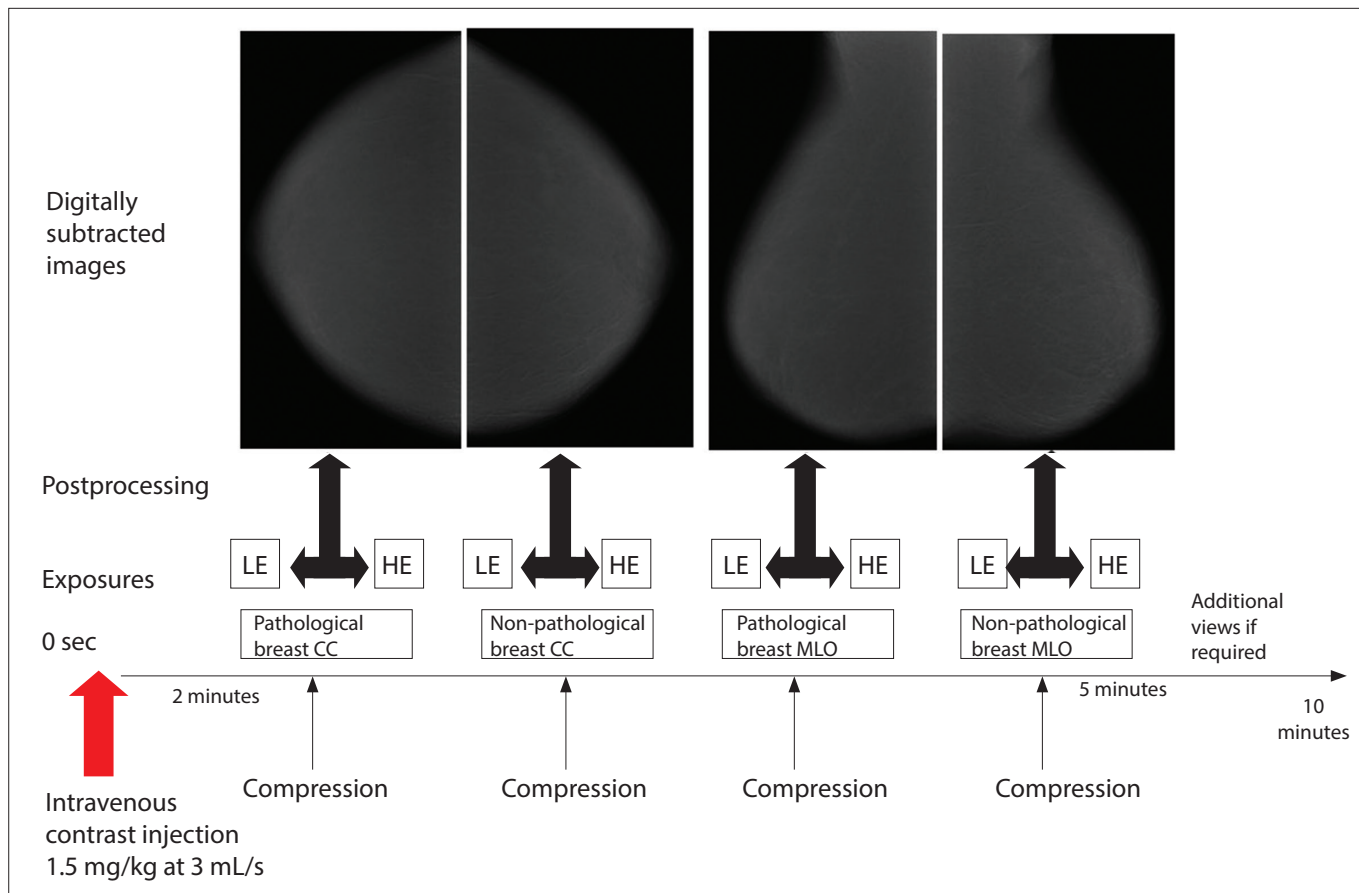 Digitally
subtracted
images
Postprocessing
Exposures
0 sec
LE
HE
LE
HE
LE
HE
LE
HE
Pathological
breast CC
Non-pathological
breast CC
Pathological
breast MLO
Non-pathological
breast MLO
Additional
views if
required
2 minutes
5 minutes
10
minutes
Compression
Compression
Compression
Compression
Intravenous
contrast injection
1.5 mg/kg at 3 mL/s